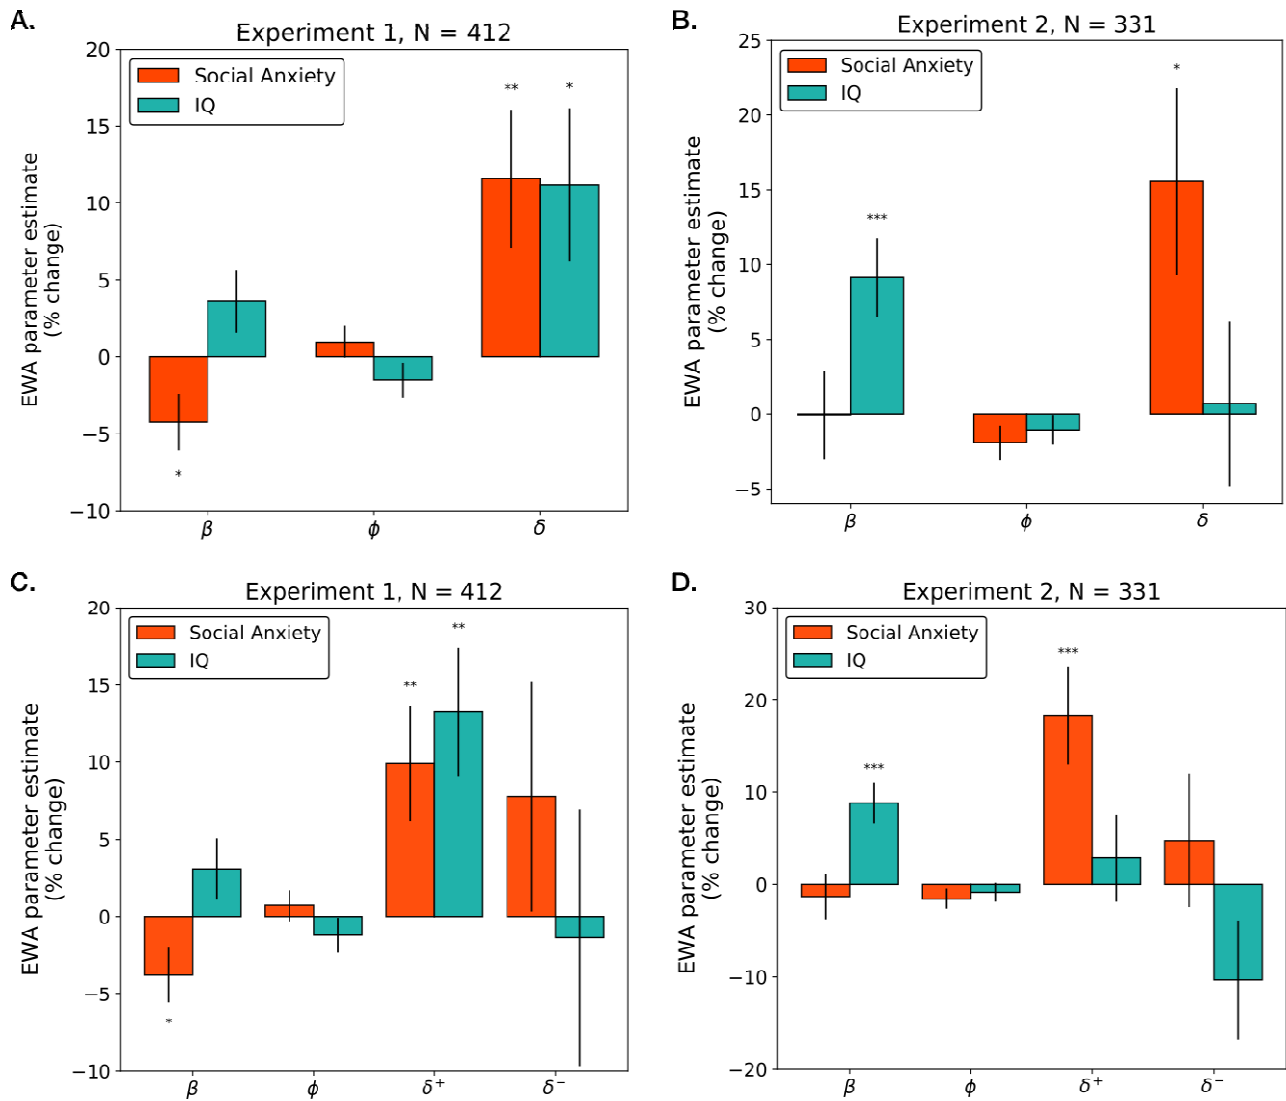 A.
Experiment 1, N = 412
Social Anxiety
IQ
EWA parameter estimate
(% change)
20
15
10
5
0
−5
−10
**
*
*
β
ϕ
δ
B.
Experiment 2, N = 331
Social Anxiety
IQ
EWA parameter estimate
(% change)
25
20
15
10
5
0
−5
***
*
β
ϕ
δ
C.
Experiment 1, N = 412
Social Anxiety
IQ
EWA parameter estimate
(% change)
20
15
10
5
0
−5
−10
**
**
*
β
ϕ
δ⁺
δ⁻
D.
Experiment 2, N = 331
Social Anxiety
IQ
EWA parameter estimate
(% change)
30
20
10
0
−10
−20
***
***
β
ϕ
δ⁺
δ⁻